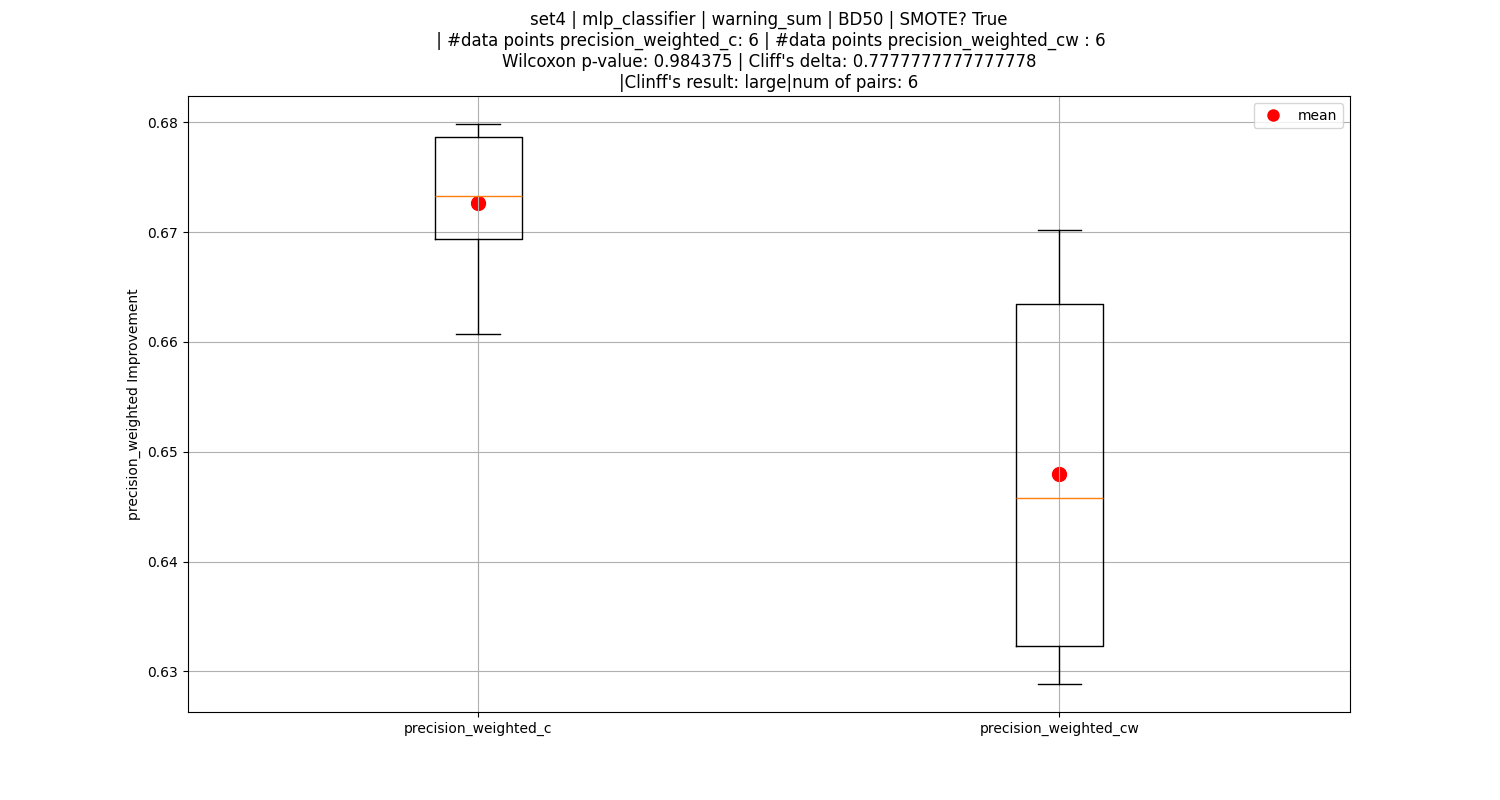 set4 | mlp_classifier | warning_sum | BD50 | SMOTE? True
| #data points precision_weighted_c: 6 | #data points precision_weighted_cw : 6
Wilcoxon p-value: 0.984375 | Cliff's delta: 0.7777777777777778
|Clinff's result: large|num of pairs: 6
mean
precision_weighted Improvement
0.68
0.67
0.66
0.65
0.64
0.63
precision_weighted_c
precision_weighted_cw